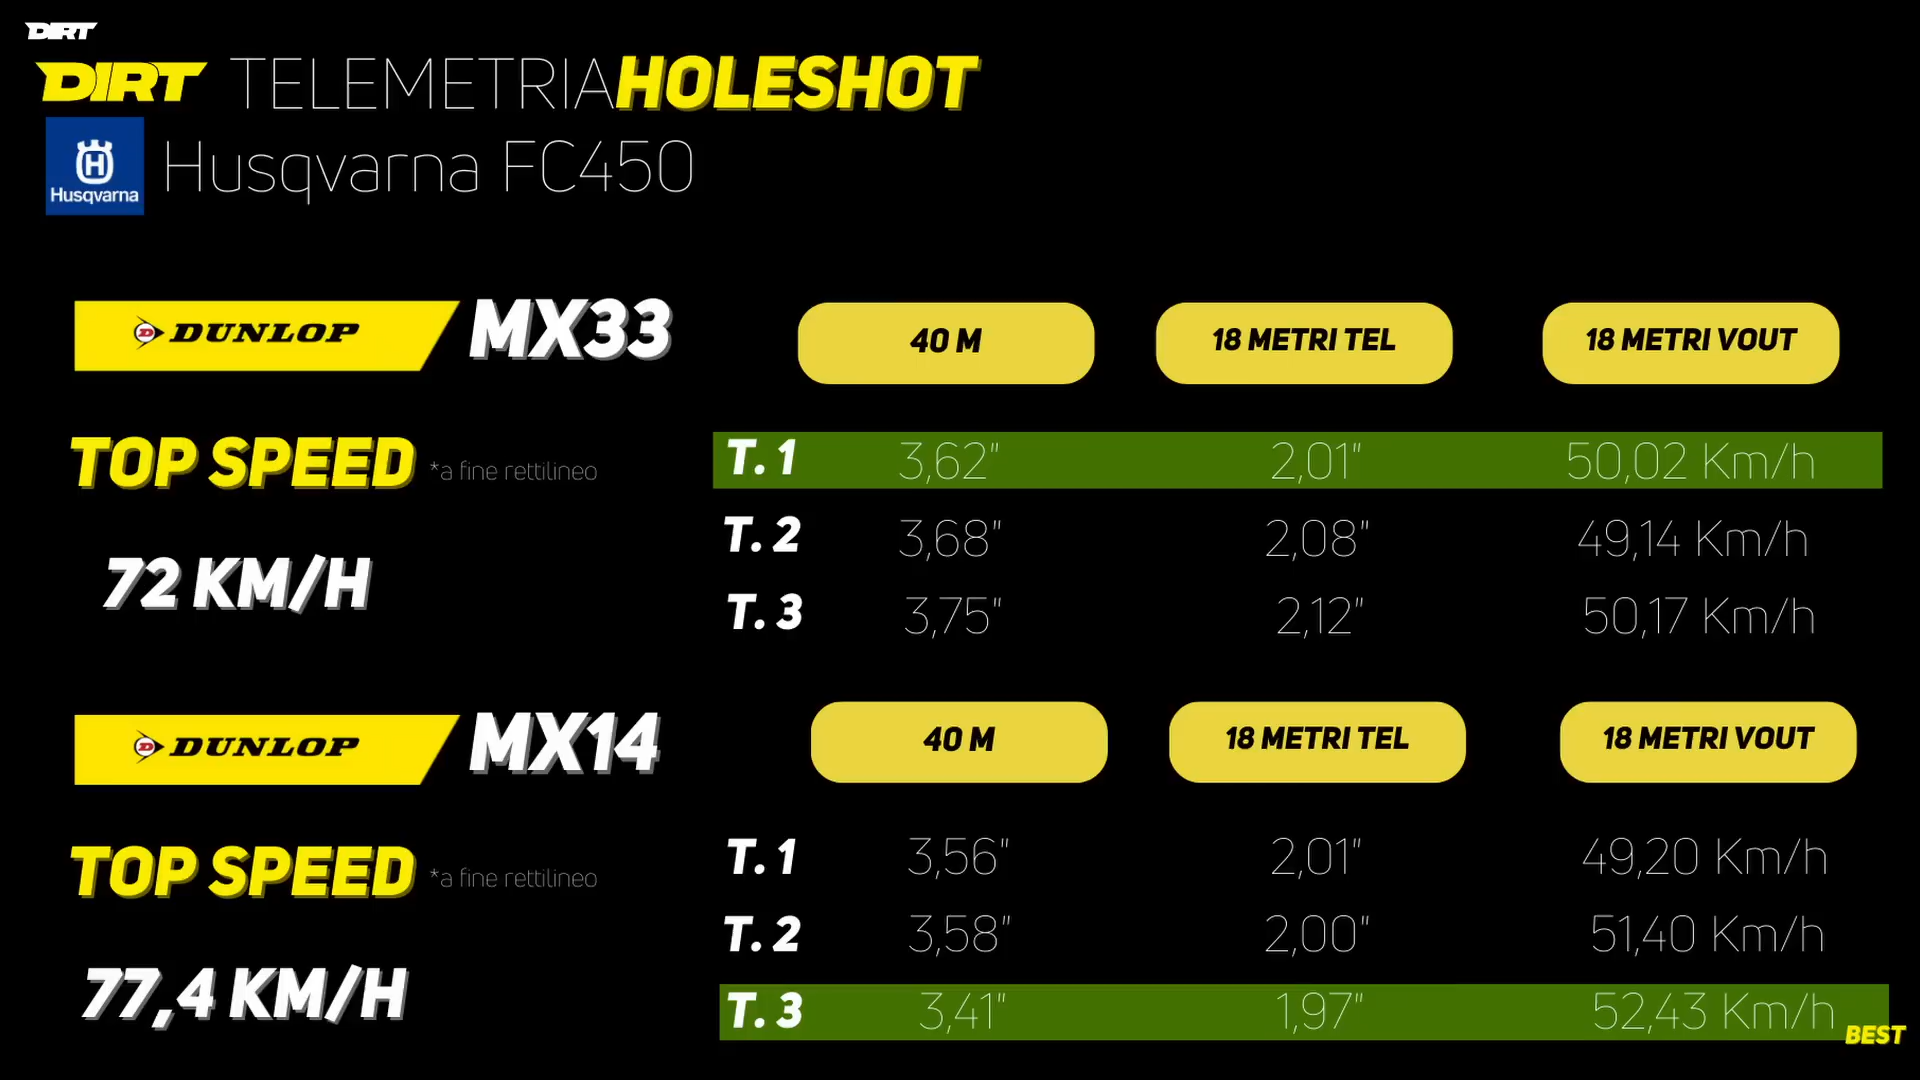 DIRT
DIRT TELEMETRIAHOLESHOT
Husqvarna Husqvarna FC450
DUNLOP MX33 40 M 18 METRI TEL 18 METRI VOUT
TOP SPEED *a fine rettilineo T. 1 3,62" 2,01" 50,02 Km/h
T. 2 3,68" 2,08" 49,14 Km/h
72 KM/H
T. 3 3,75" 2,12" 50,17 Km/h
DUNLOP MX14 40 M 18 METRI TEL 18 METRI VOUT
TOP SPEED *a fine rettilineo T. 1 3,56" 2,01" 49,20 Km/h
T. 2 3,58" 2,00" 51,40 Km/h
77,4 KM/H T. 3 3,41" 1,97" 52,43 Km/h
BEST